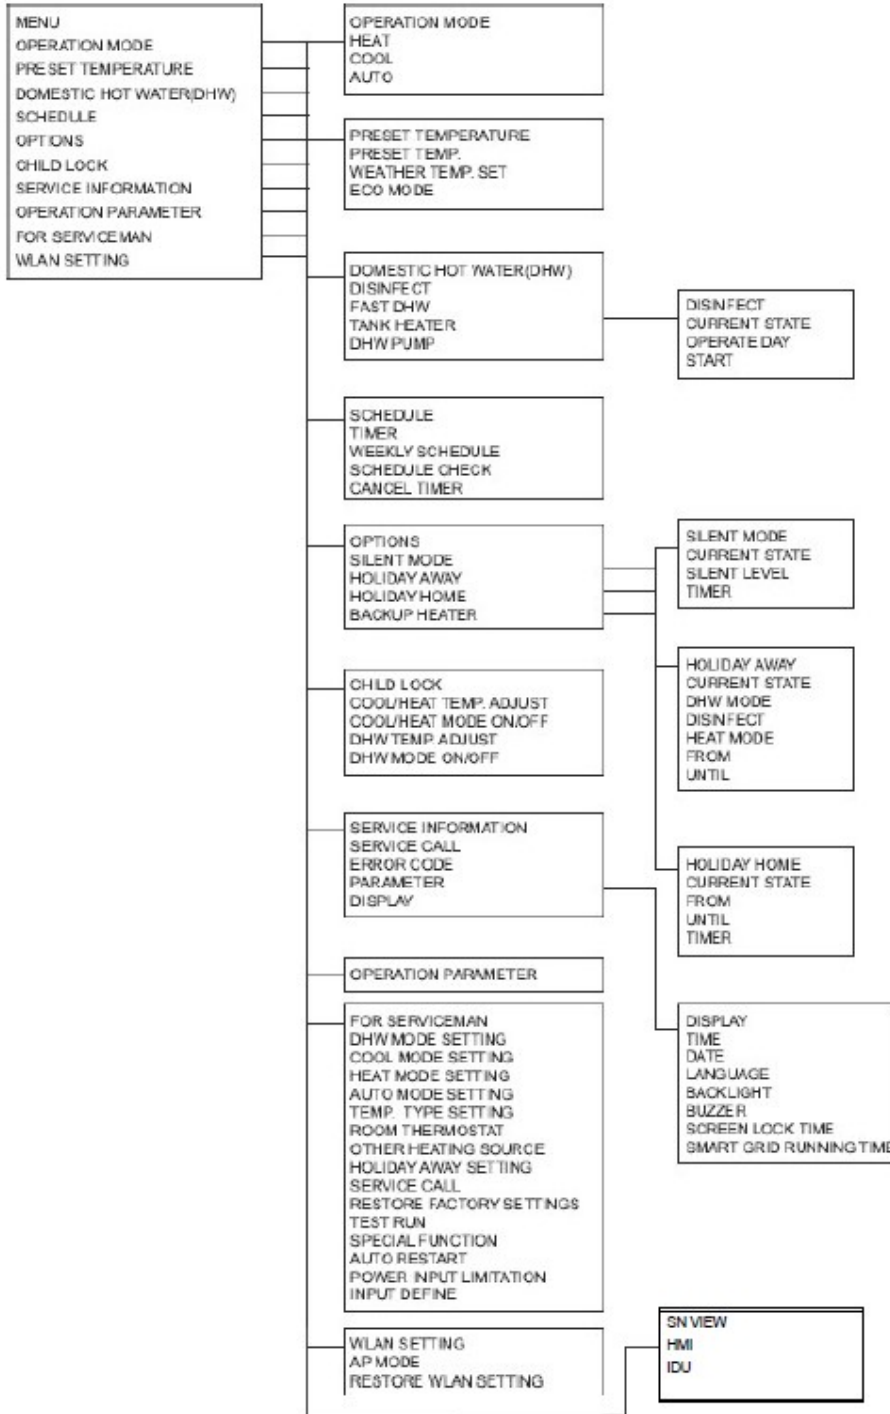 MENU
OPERATION MODE
PRESET TEMPERATURE
DOMESTIC HOT WATER(DHW)
SCHEDULE
OPTIONS
CHILD LOCK
SERVICE INFORMATION
OPERATION PARAMETER
FOR SERVICEMAN
WLAN SETTING
OPERATION MODE
HEAT
COOL
AUTO
PRESET TEMPERATURE
PRESET TEMP.
WEATHER TEMP. SET
ECO MODE
DOMESTIC HOT WATER(DHW)
DISINFECT
FAST DHW
TANK HEATER
DHW PUMP
DISINFECT
CURRENT STATE
OPERATE DAY
START
SCHEDULE
TIMER
WEEKLY SCHEDULE
SCHEDULE CHECK
CANCEL TIMER
OPTIONS
SILENT MODE
HOLIDAY AWAY
HOLIDAY HOME
BACKUP HEATER
SILENT MODE
CURRENT STATE
SILENT LEVEL
TIMER
HOLIDAY AWAY
CURRENT STATE
DHW MODE
DISINFECT
HEAT MODE
FROM
UNTIL
CHILD LOCK
COOL/HEAT TEMP. ADJUST
COOL/HEAT MODE ON/OFF
DHW TEMP. ADJUST
DHW MODE ON/OFF
SERVICE INFORMATION
SERVICE CALL
ERROR CODE
PARAMETER
DISPLAY
HOLIDAY HOME
CURRENT STATE
FROM
UNTIL
TIMER
OPERATION PARAMETER
FOR SERVICEMAN
DHW MODE SETTING
COOL MODE SETTING
HEAT MODE SETTING
AUTO MODE SETTING
TEMP. TYPE SETTING
ROOM THERMOSTAT
OTHER HEATING SOURCE
HOLIDAY AWAY SETTING
SERVICE CALL
RESTORE FACTORY SETTINGS
TEST RUN
SPECIAL FUNCTION
AUTO RESTART
POWER INPUT LIMITATION
INPUT DEFINE
DISPLAY
TIME
DATE
LANGUAGE
BACKLIGHT
BUZZER
SCREEN LOCK TIME
SMART GRID RUNNING TIME
WLAN SETTING
AP MODE
RESTORE WLAN SETTING
SN VIEW
HMI
IDU